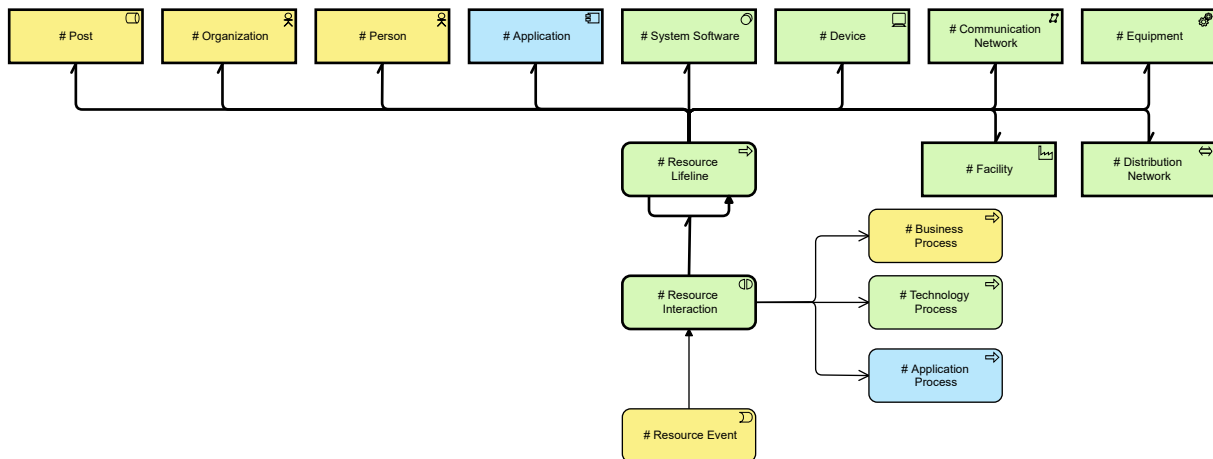 # Post
# Organization
# Person
# Application
# System Software
# Device
# Communication
Network
# Equipment
# Resource
Lifeline
# Facility
# Distribution
Network
# Business
Process
# Resource
Interaction
# Technology
Process
# Application
Process
# Resource Event